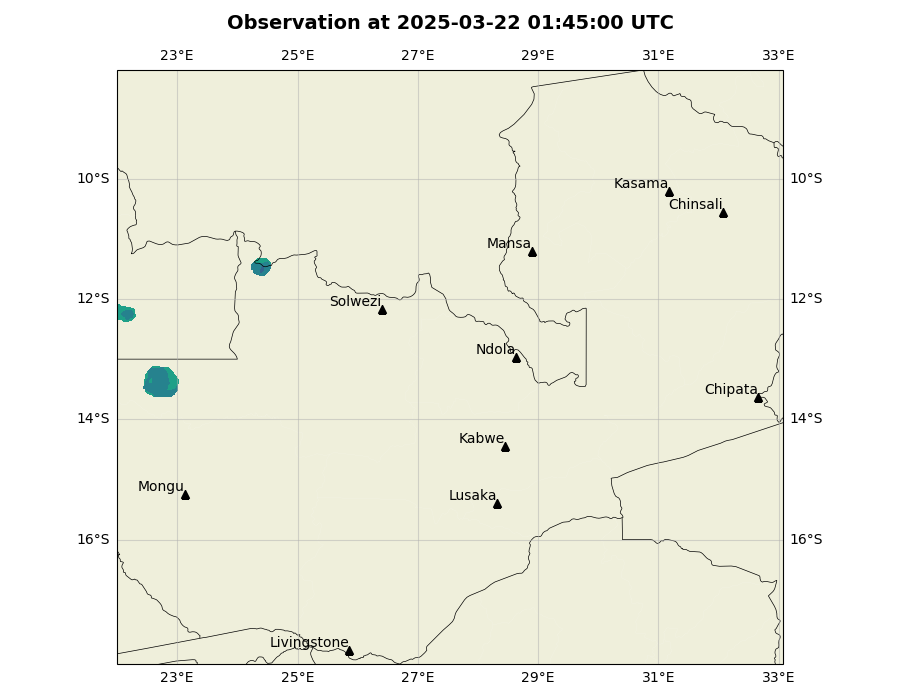 Observation at 2025-03-22 01:45:00 UTC
23°E 25°E 27°E 29°E 31°E 33°E
10°S 10°S
Kasama
Chinsali
Mansa
12°S 12°S
Solwezi
Ndola
Chipata
14°S 14°S
Kabwe
Mongu
Lusaka
16°S 16°S
Livingstone
23°E 25°E 27°E 29°E 31°E 33°E